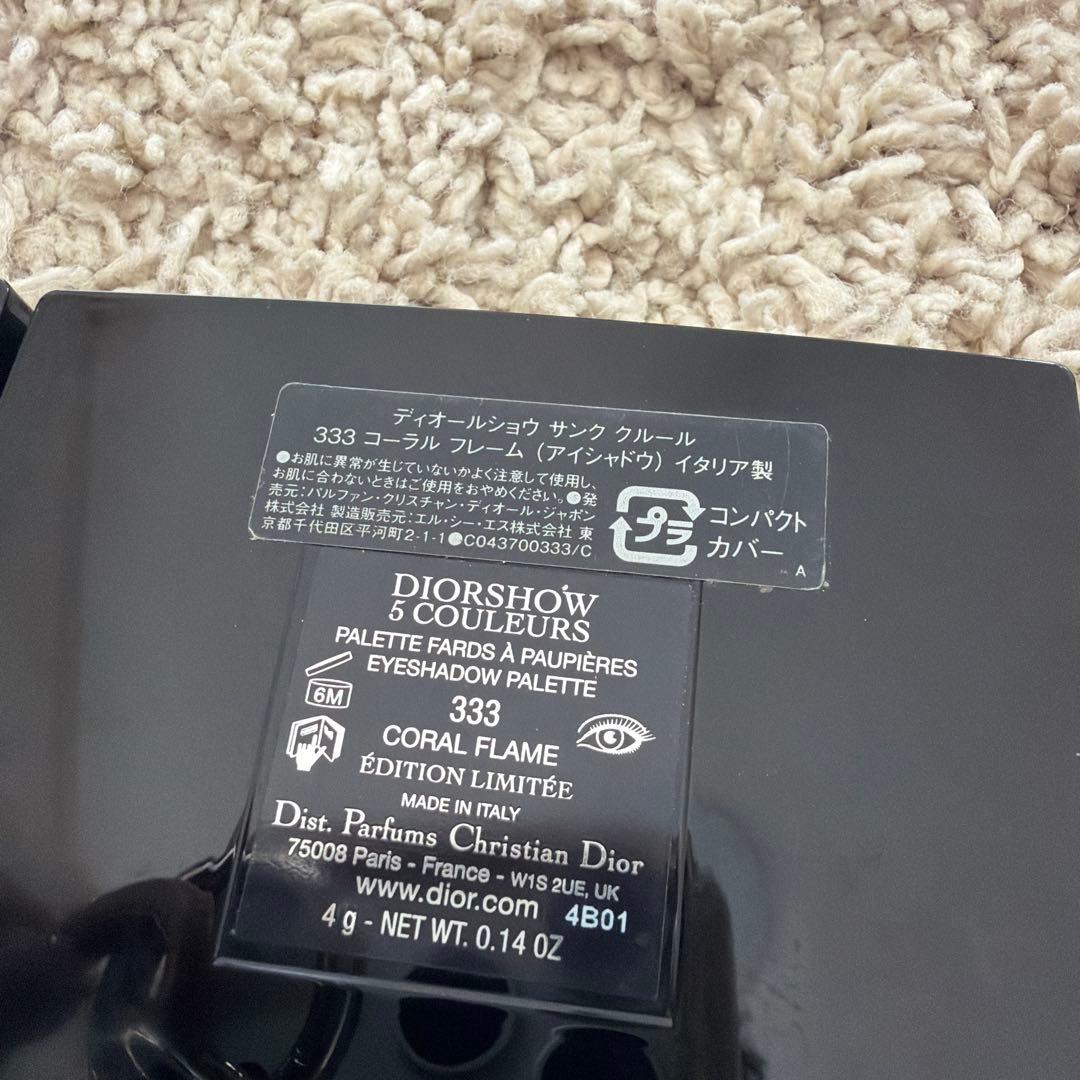 ディオールショウ サンク クルール
333 コーラル フレーム（アイシャドウ）イタリア製
●お肌に異常が生じていないかよく注意して使用し、
お肌に合わないときはご使用をおやめください。●発
売元：パルファン・クリスチャン・ディオール・ジャポン
株式会社 製造販売元：エル・シー・エス株式会社 東
京都千代田区平河町2-1-1●C043700333/C
プラ
コンパクト
カバー
A
DIORSHOW
5 COULEURS
PALETTE FARDS À PAUPIÈRES
EYESHADOW PALETTE
6M
333
CORAL FLAME
ÉDITION LIMITÉE
MADE IN ITALY
Dist. Parfums Christian Dior
75008 Paris - France - W1S 2UE, UK
www.dior.com 4B01
4 g - NET WT. 0.14 OZ